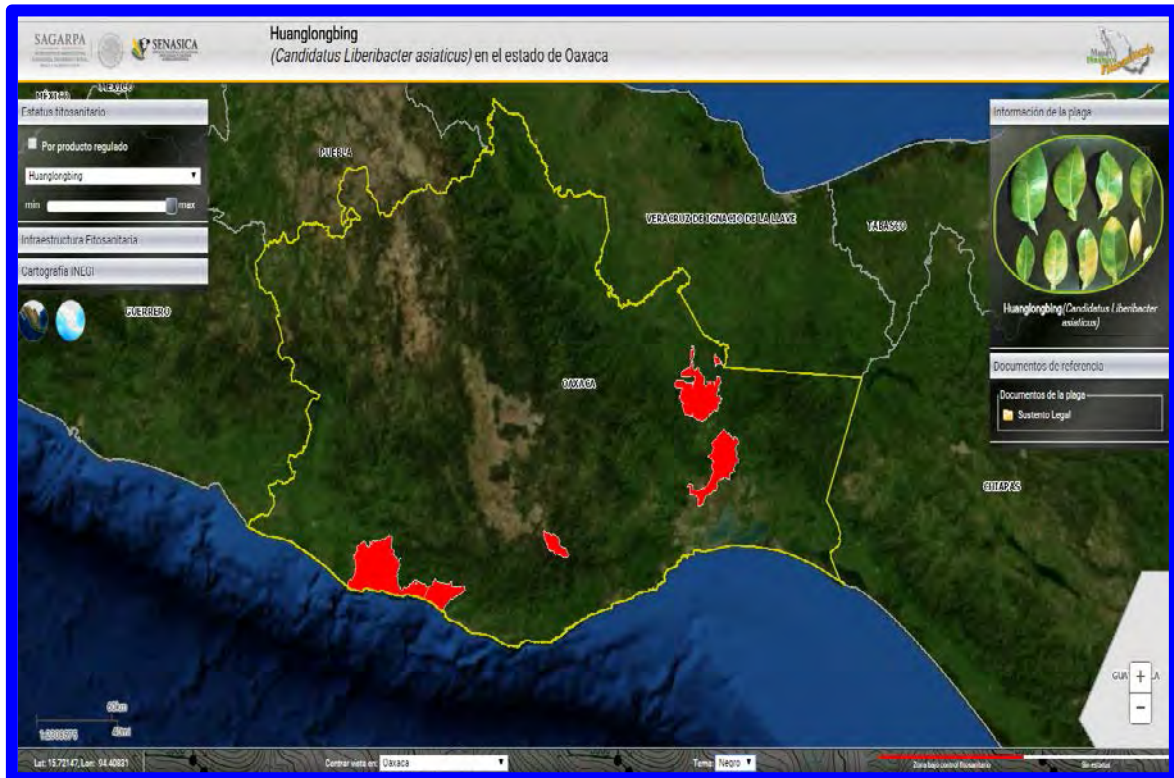 SAGARPA
SENASICA
Huanglongbing
(Candidatus Liberibacter asiaticus) en el estado de Oaxaca
MÉXICO
MÉXICO
Estatus fitosanitario
Por producto regulado
Huanglongbing
min
max
Infraestructura Fitosanitaria
Cartografía INEGI
PUEBLA
GUERRERO
VERACRUZ DE IGNACIO DE LA LLAVE
TABASCO
OAXACA
CHIAPAS
Información de la plaga
Huanglongbing(Candidatus Liberibacter
asiaticus)
Documentos de referencia
Documentos de la plaga
Sustento Legal
+
−
60km
40mi
Lat: 15.72147, Lon: 94.40831
Centrar vista en:
Oaxaca
Tema:
Negro
Zona bajo control fitosanitario
Sin estatus